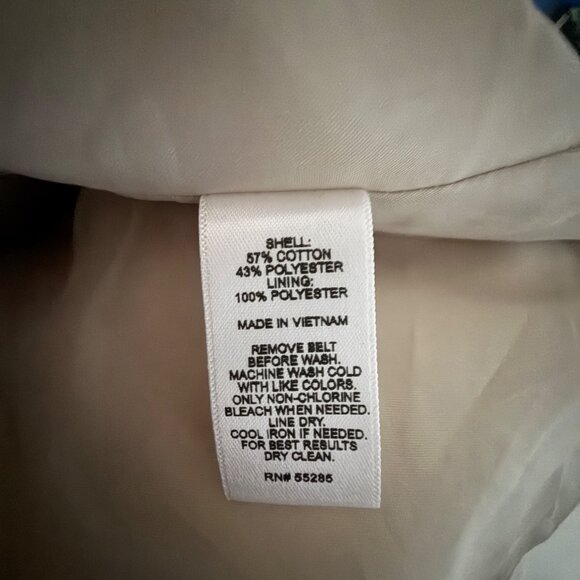 SHELL:
57% COTTON
43% POLYESTER
LINING:
100% POLYESTER
MADE IN VIETNAM
REMOVE BELT
BEFORE WASH.
MACHINE WASH COLD
WITH LIKE COLORS.
ONLY NON-CHLORINE
BLEACH WHEN NEEDED.
LINE DRY.
COOL IRON IF NEEDED.
FOR BEST RESULTS
DRY CLEAN.
RN# 55285